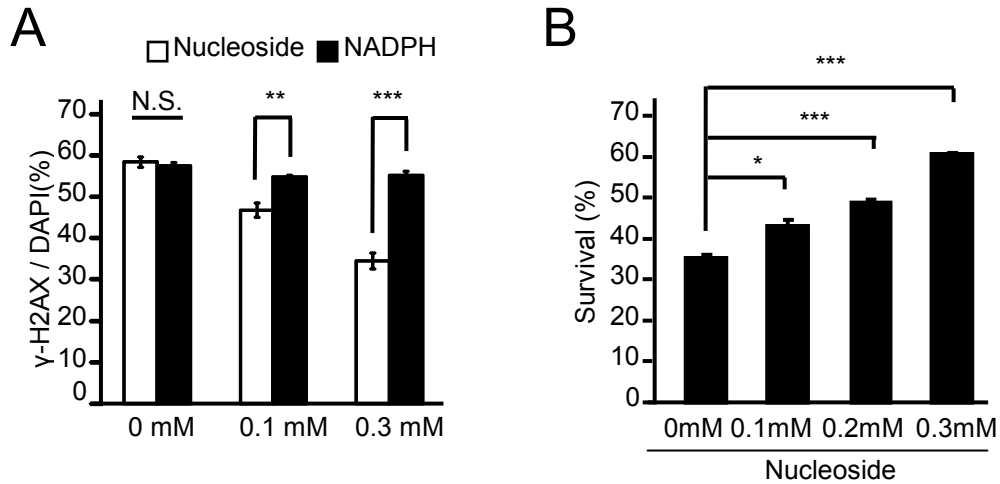 A
Nucleoside NADPH
N.S. ** ***
γ-H2AX / DAPI(%)
70
60
50
40
30
20
10
0
0 mM 0.1 mM 0.3 mM
B
***
***
*
Survival (%)
70
60
50
40
30
20
10
0
0mM 0.1mM 0.2mM 0.3mM
Nucleoside